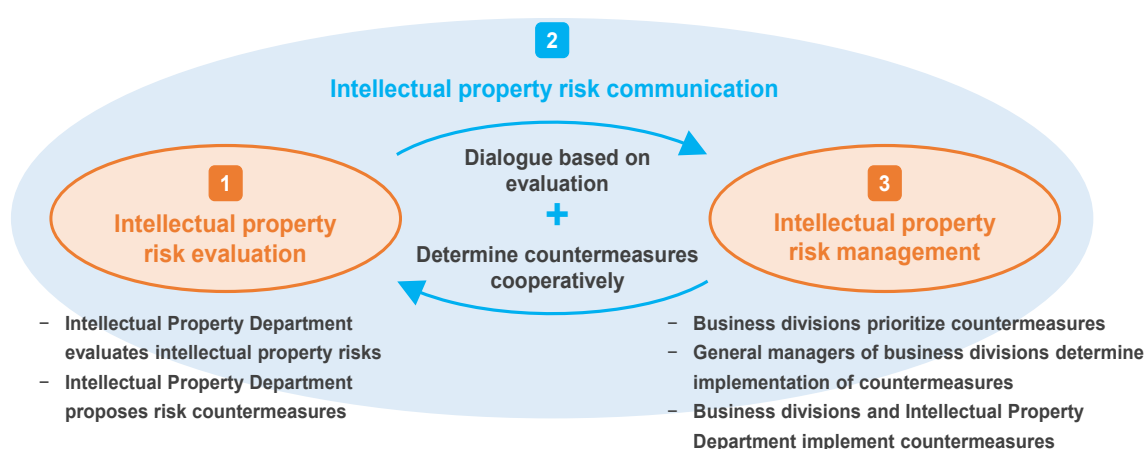 2
Intellectual property risk communication
Dialogue based on
evaluation
+
Determine countermeasures
cooperatively
1
Intellectual property
risk evaluation
3
Intellectual property
risk management
– Intellectual Property Department
evaluates intellectual property risks
– Intellectual Property Department
proposes risk countermeasures
– Business divisions prioritize countermeasures
– General managers of business divisions determine
implementation of countermeasures
– Business divisions and Intellectual Property
Department implement countermeasures